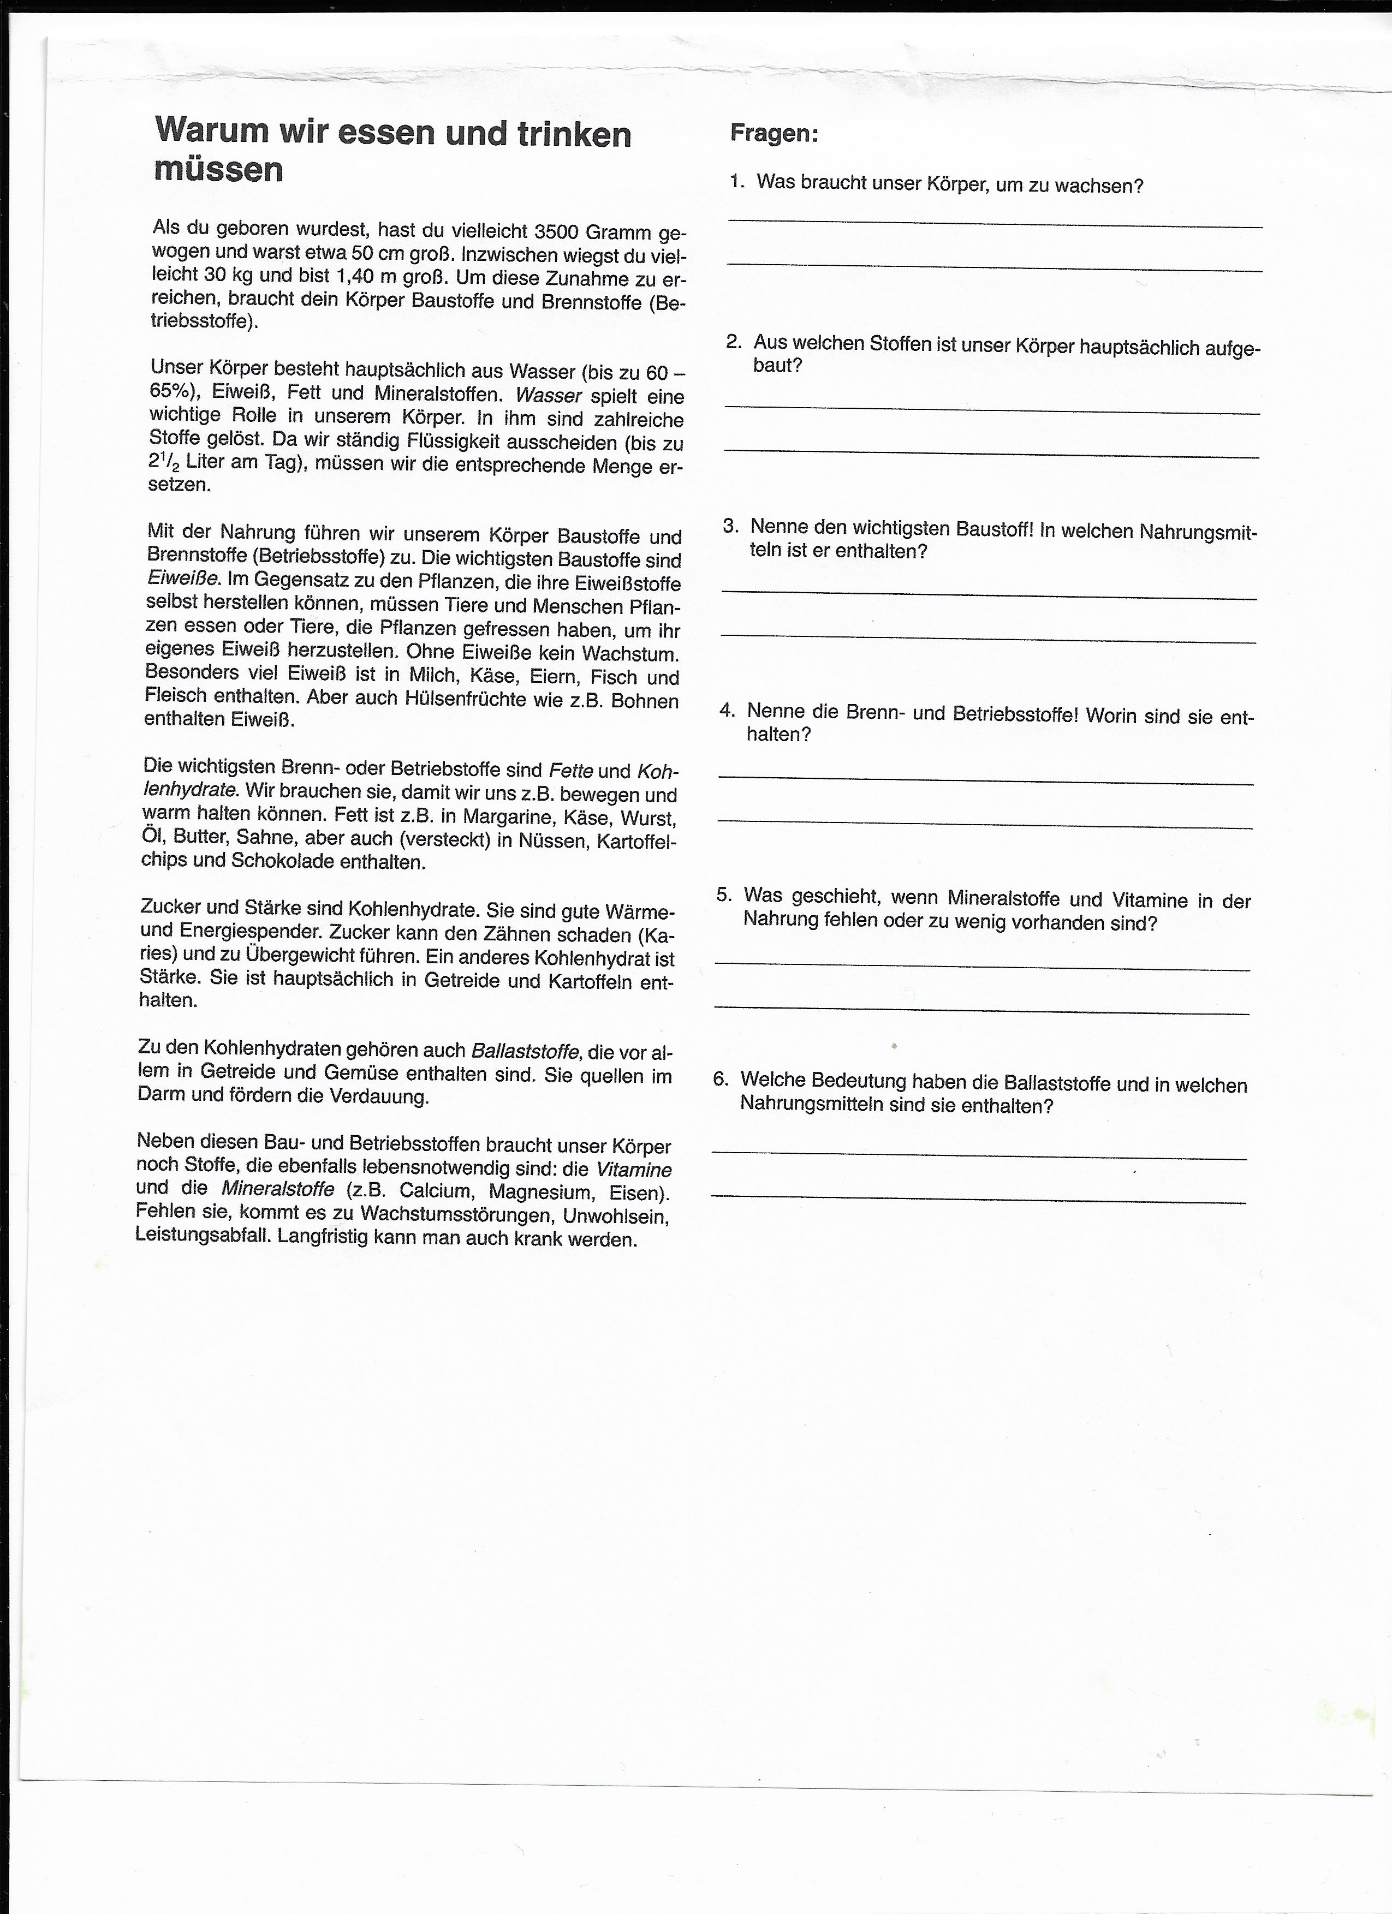 Warum wir essen und trinken
müssen
Als du geboren wurdest, hast du vielleicht 3500 Gramm ge-
wogen und warst etwa 50 cm groß. Inzwischen wiegst du viel-
leicht 30 kg und bist 1,40 m groß. Um diese Zunahme zu er-
reichen, braucht dein Körper Baustoffe und Brennstoffe (Be-
triebsstoffe).
Unser Körper besteht hauptsächlich aus Wasser (bis zu 60 –
65%), Eiweiß, Fett und Mineralstoffen. Wasser spielt eine
wichtige Rolle in unserem Körper. In ihm sind zahlreiche
Stoffe gelöst. Da wir ständig Flüssigkeit ausscheiden (bis zu
2 1/2 Liter am Tag), müssen wir die entsprechende Menge er-
setzen.
Mit der Nahrung führen wir unserem Körper Baustoffe und
Brennstoffe (Betriebsstoffe) zu. Die wichtigsten Baustoffe sind
Eiweiße. Im Gegensatz zu den Pflanzen, die ihre Eiweißstoffe
selbst herstellen können, müssen Tiere und Menschen Pflan-
zen essen oder Tiere, die Pflanzen gefressen haben, um ihr
eigenes Eiweiß herzustellen. Ohne Eiweiße kein Wachstum.
Besonders viel Eiweiß ist in Milch, Käse, Eiern, Fisch und
Fleisch enthalten. Aber auch Hülsenfrüchte wie z.B. Bohnen
enthalten Eiweiß.
Die wichtigsten Brenn- oder Betriebstoffe sind Fette und Koh-
lenhydrate. Wir brauchen sie, damit wir uns z.B. bewegen und
warm halten können. Fett ist z.B. in Margarine, Käse, Wurst,
Öl, Butter, Sahne, aber auch (versteckt) in Nüssen, Kartoffel-
chips und Schokolade enthalten.
Zucker und Stärke sind Kohlenhydrate. Sie sind gute Wärme-
und Energiespender. Zucker kann den Zähnen schaden (Ka-
ries) und zu Übergewicht führen. Ein anderes Kohlenhydrat ist
Stärke. Sie ist hauptsächlich in Getreide und Kartoffeln ent-
halten.
Zu den Kohlenhydraten gehören auch Ballaststoffe, die vor al-
lem in Getreide und Gemüse enthalten sind. Sie quellen im
Darm und fördern die Verdauung.
Neben diesen Bau- und Betriebsstoffen braucht unser Körper
noch Stoffe, die ebenfalls lebensnotwendig sind: die Vitamine
und die Mineralstoffe (z.B. Calcium, Magnesium, Eisen).
Fehlen sie, kommt es zu Wachstumsstörungen, Unwohlsein,
Leistungsabfall. Langfristig kann man auch krank werden.
Fragen:
1. Was braucht unser Körper, um zu wachsen?
2. Aus welchen Stoffen ist unser Körper hauptsächlich aufge-
baut?
3. Nenne den wichtigsten Baustoff! In welchen Nahrungsmit-
teln ist er enthalten?
4. Nenne die Brenn- und Betriebsstoffe! Worin sind sie ent-
halten?
5. Was geschieht, wenn Mineralstoffe und Vitamine in der
Nahrung fehlen oder zu wenig vorhanden sind?
6. Welche Bedeutung haben die Ballaststoffe und in welchen
Nahrungsmitteln sind sie enthalten?